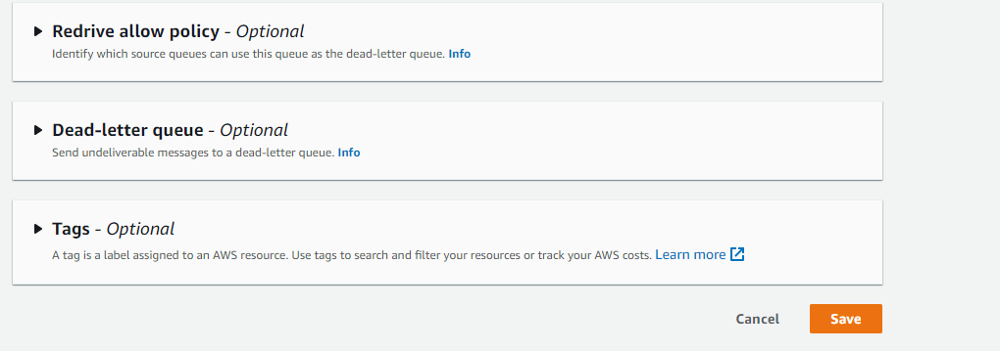 Redrive allow policy - Optional
Identify which source queues can use this queue as the dead-letter queue. Info
Dead-letter queue - Optional
Send undeliverable messages to a dead-letter queue. Info
Tags - Optional
A tag is a label assigned to an AWS resource. Use tags to search and filter your resources or track your AWS costs. Learn more
Cancel Save